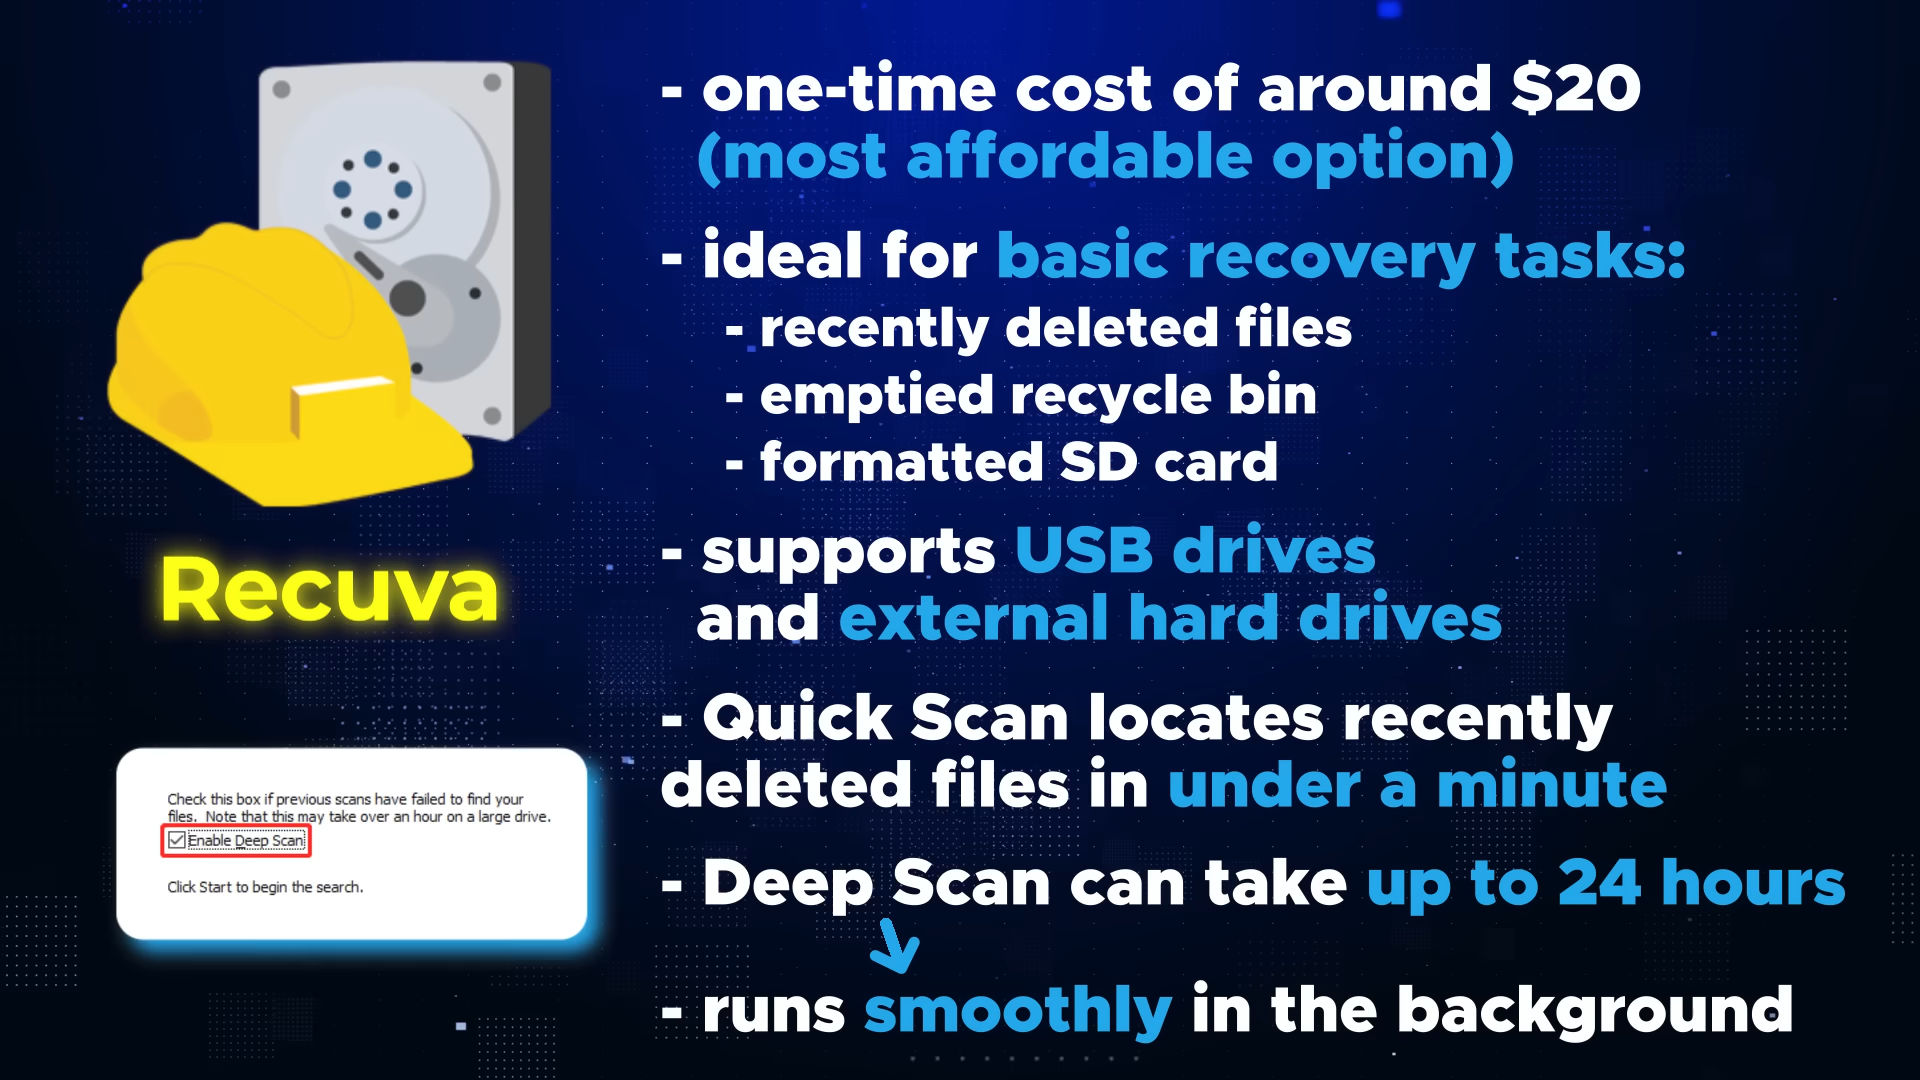 - one-time cost of around $20
(most affordable option)
- ideal for basic recovery tasks:
- recently deleted files
- emptied recycle bin
- formatted SD card
- supports USB drives
and external hard drives
- Quick Scan locates recently
deleted files in under a minute
- Deep Scan can take up to 24 hours
- runs smoothly in the background
Recuva
Check this box if previous scans have failed to find your
files. Note that this may take over an hour on a large drive.
Enable Deep Scan
Click Start to begin the search.